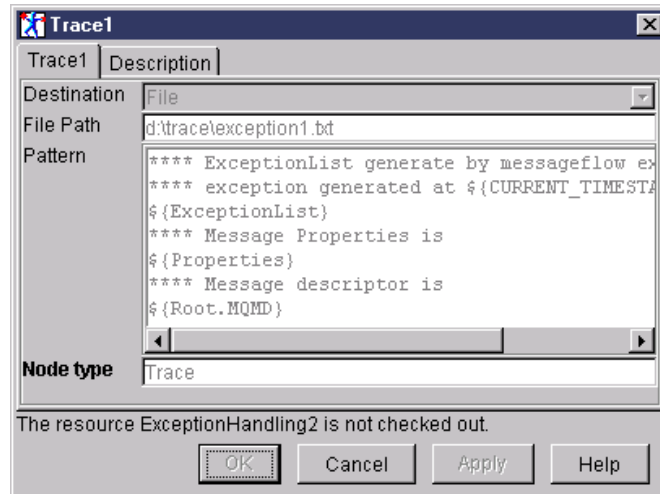 Trace1
Trace1 Description
Destination File
File Path d:\trace\exception1.txt
Pattern
**** ExceptionList generate by messageflow
**** exception generated at
${ExceptionList}
**** Message Properties is
${Properties}
**** Message descriptor is
${Root.MQMD}
Node type Trace
The resource ExceptionHandling2 is not checked out.
OK Cancel Apply Help